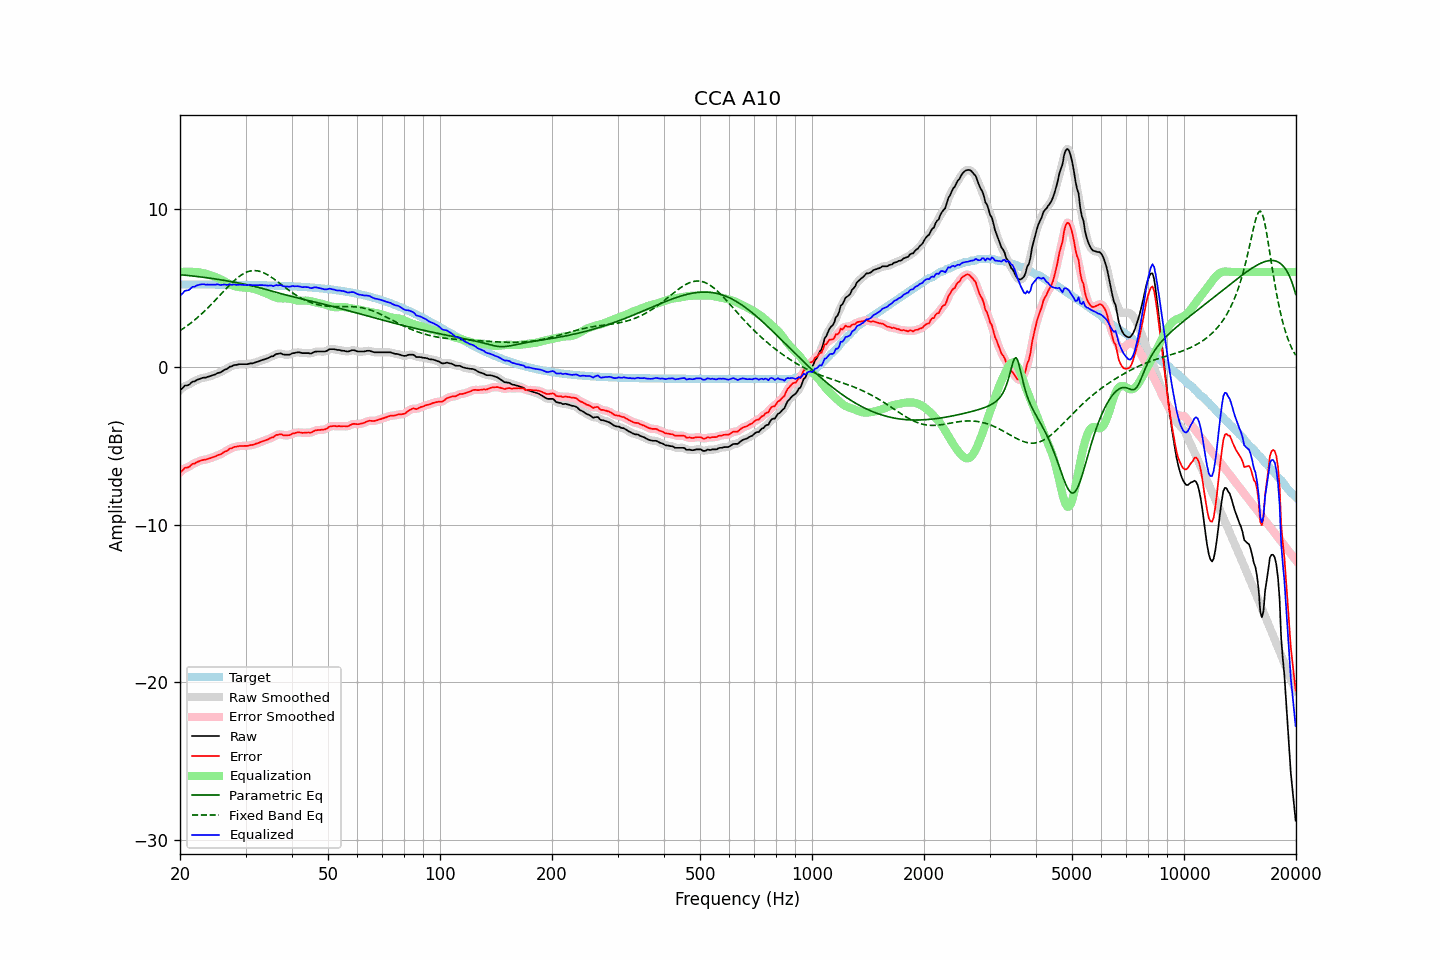 CCA A10
Amplitude (dBr)
10
0
−10
−20
−30
Target
Raw Smoothed
Error Smoothed
Raw
Error
Equalization
Parametric Eq
Fixed Band Eq
Equalized
20 50 100 200 500 1000 2000 5000 10000 20000
Frequency (Hz)